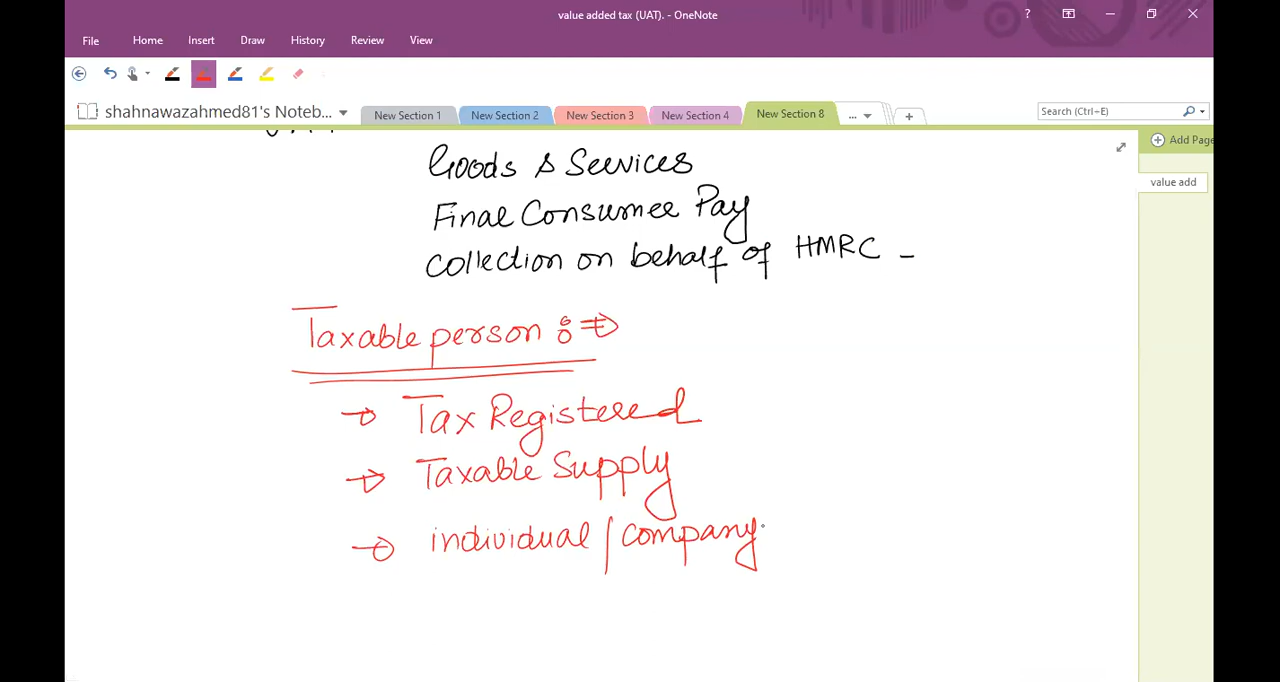 value added tax (UAT). - OneNote
?
File Home Insert Draw History Review View
shahnawazahmed81's Noteb... New Section 1 New Section 2 New Section 3 New Section 4 New Section 8 ... + Search (Ctrl+E)
Add Page
value add
Goods & Services
Final Consumer Pay
Collection on behalf of HMRC -
Taxable person : ⇒
→ Tax Registered
→ Taxable Supply
→ individual / company